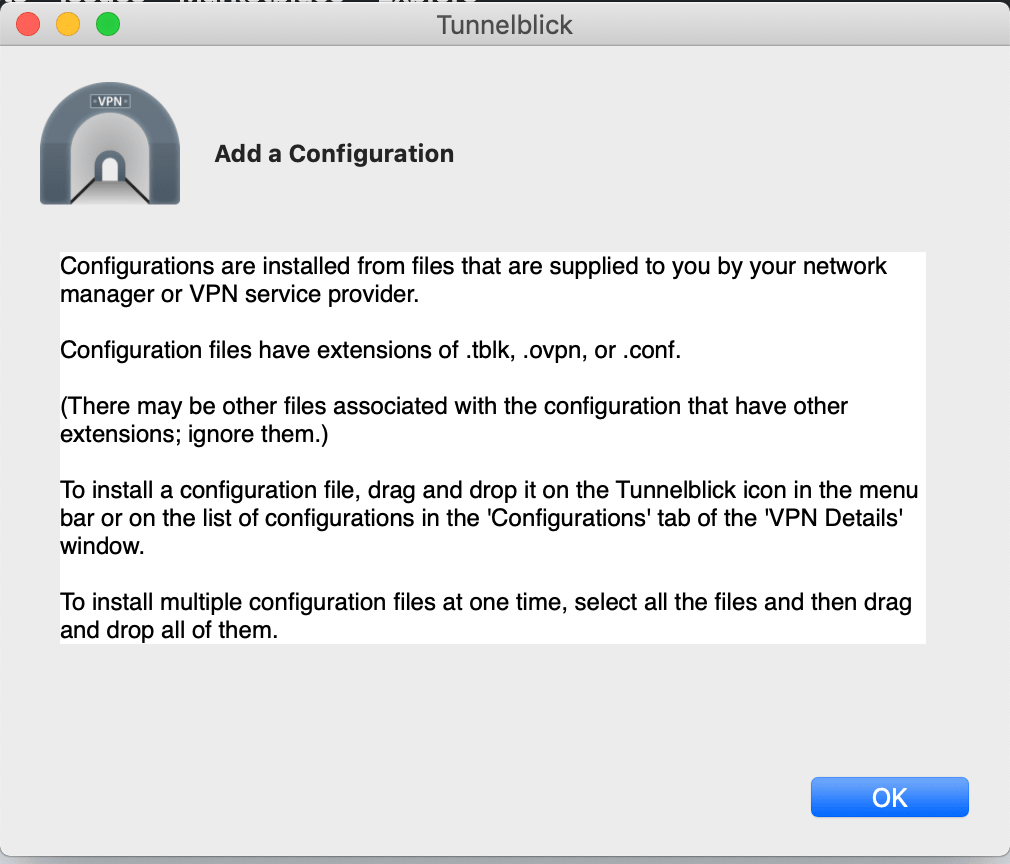 Tunnelblick
VPN
Add a Configuration
Configurations are installed from files that are supplied to you by your network
manager or VPN service provider.
Configuration files have extensions of .tblk, .ovpn, or .conf.
(There may be other files associated with the configuration that have other
extensions; ignore them.)
To install a configuration file, drag and drop it on the Tunnelblick icon in the menu
bar or on the list of configurations in the 'Configurations' tab of the 'VPN Details'
window.
To install multiple configuration files at one time, select all the files and then drag
and drop all of them.
OK